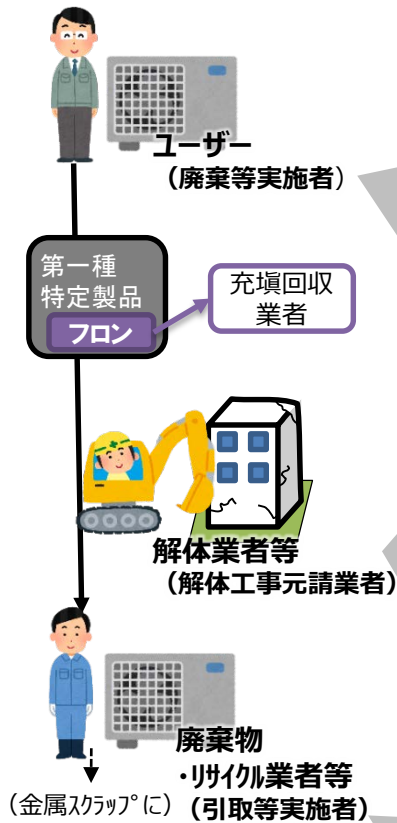 ユーザー
（廃棄等実施者）
第一種
特定製品
フロン
充塡回収
業者
解体業者等
（解体工事元請業者）
廃棄物
・ﾘｻｲｸﾙ業者等
（金属ｽｸﾗｯﾌﾟに）（引取等実施者）